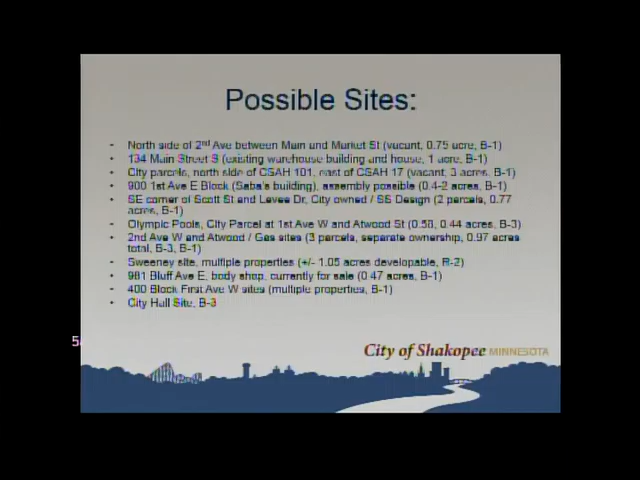 Possible Sites:
- North side of 2nd Ave between Main and Market St (vacant, 0.75 acre, B-1)
- 134 Main Street S (existing warehouse building and house, 1 acre, B-1)
- City parcels, north side of CSAH 101, east of CSAH 17 (vacant, 3 acres, B-1)
- 900 1st Ave E Block (Saba's building), assembly possible (0.4-2 acres, B-1)
- SE corner of Scott St and Levee Dr, City owned / SS Design (2 parcels, 0.77
acres, B-1)
- Olympic Pools, City Parcel at 1st Ave W and Atwood St (0.58, 0.44 acres, B-3)
- 2nd Ave W and Atwood / Gas sites (3 parcels, separate ownership, 0.97 acres
total, B-3, B-1)
- Sweeney site, multiple properties (+/- 1.05 acres developable, R-2)
- 981 Bluff Ave E, body shop, currently for sale (0.47 acres, B-1)
- 400 Block First Ave W sites (multiple properties, B-1)
- City Hall Site, B-3
City of Shakopee MINNESOTA